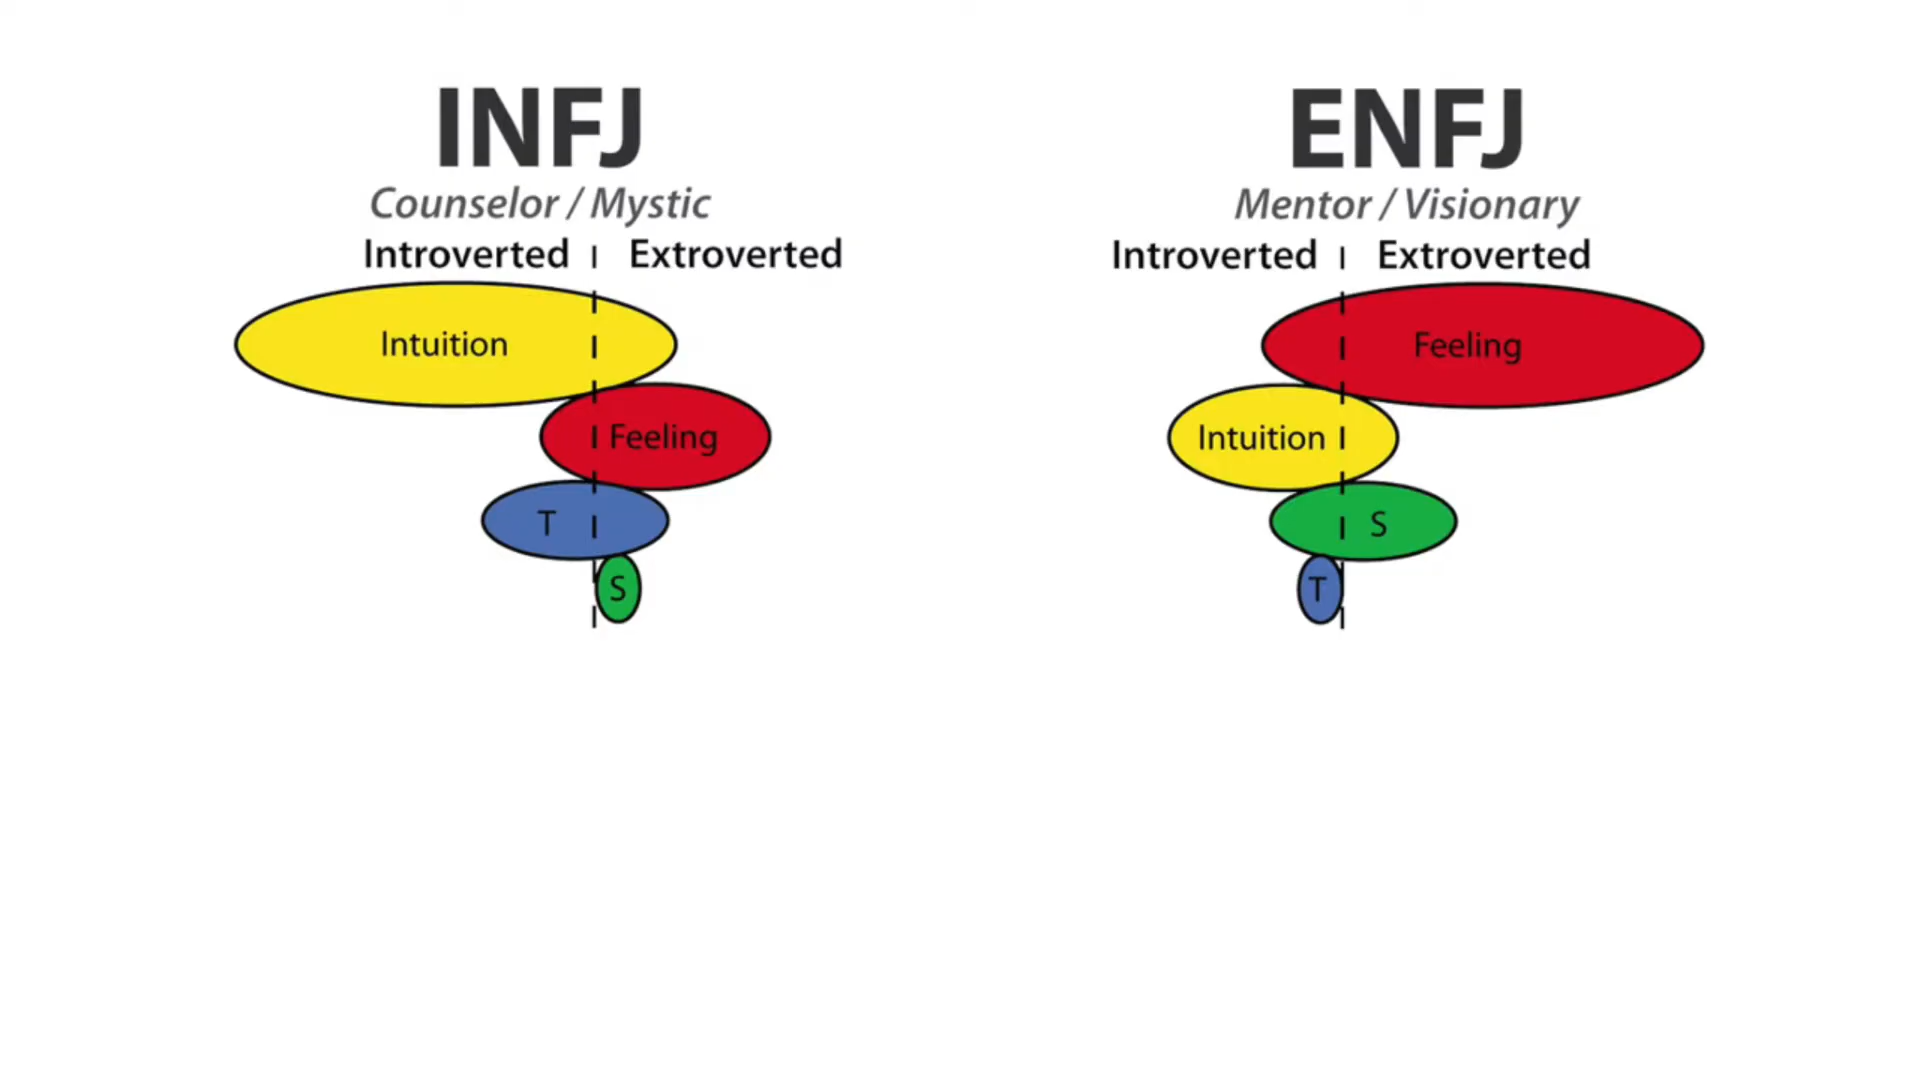 INFJ
Counselor / Mystic
Introverted Extroverted
Intuition
Feeling
T
S
ENFJ
Mentor / Visionary
Introverted Extroverted
Feeling
Intuition
S
T